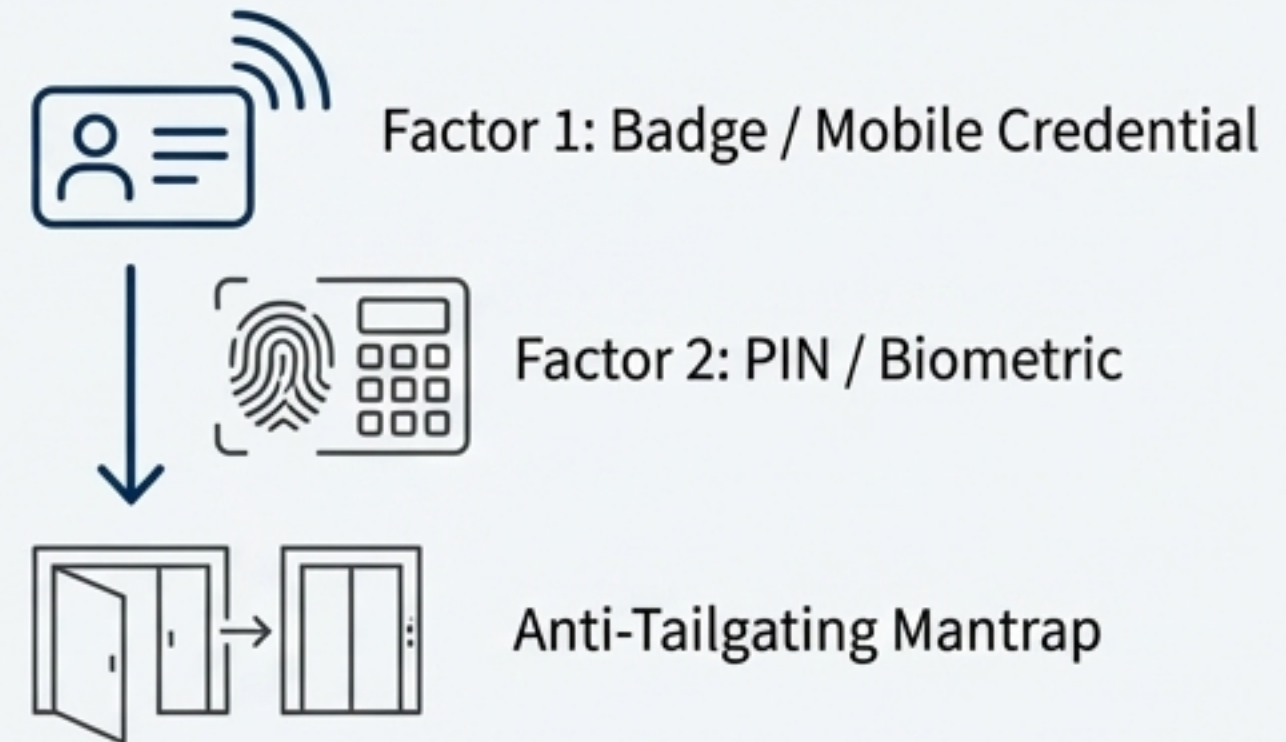 Factor 1: Badge / Mobile Credential
Factor 2: PIN / Biometric
Anti-Tailgating Mantrap